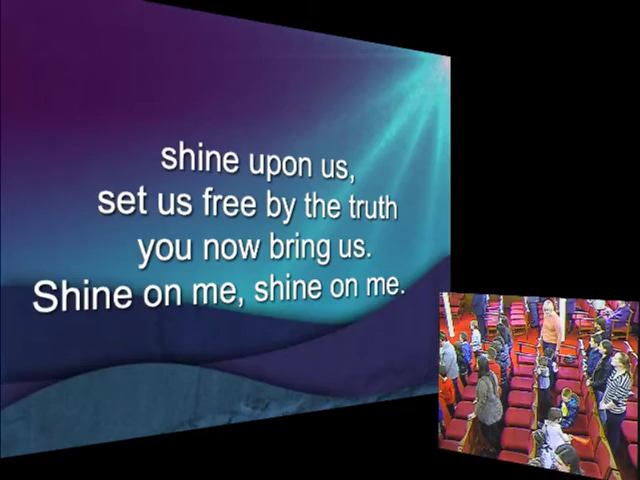 shine upon us,
set us free by the truth
you now bring us.
Shine on me, shine on me.